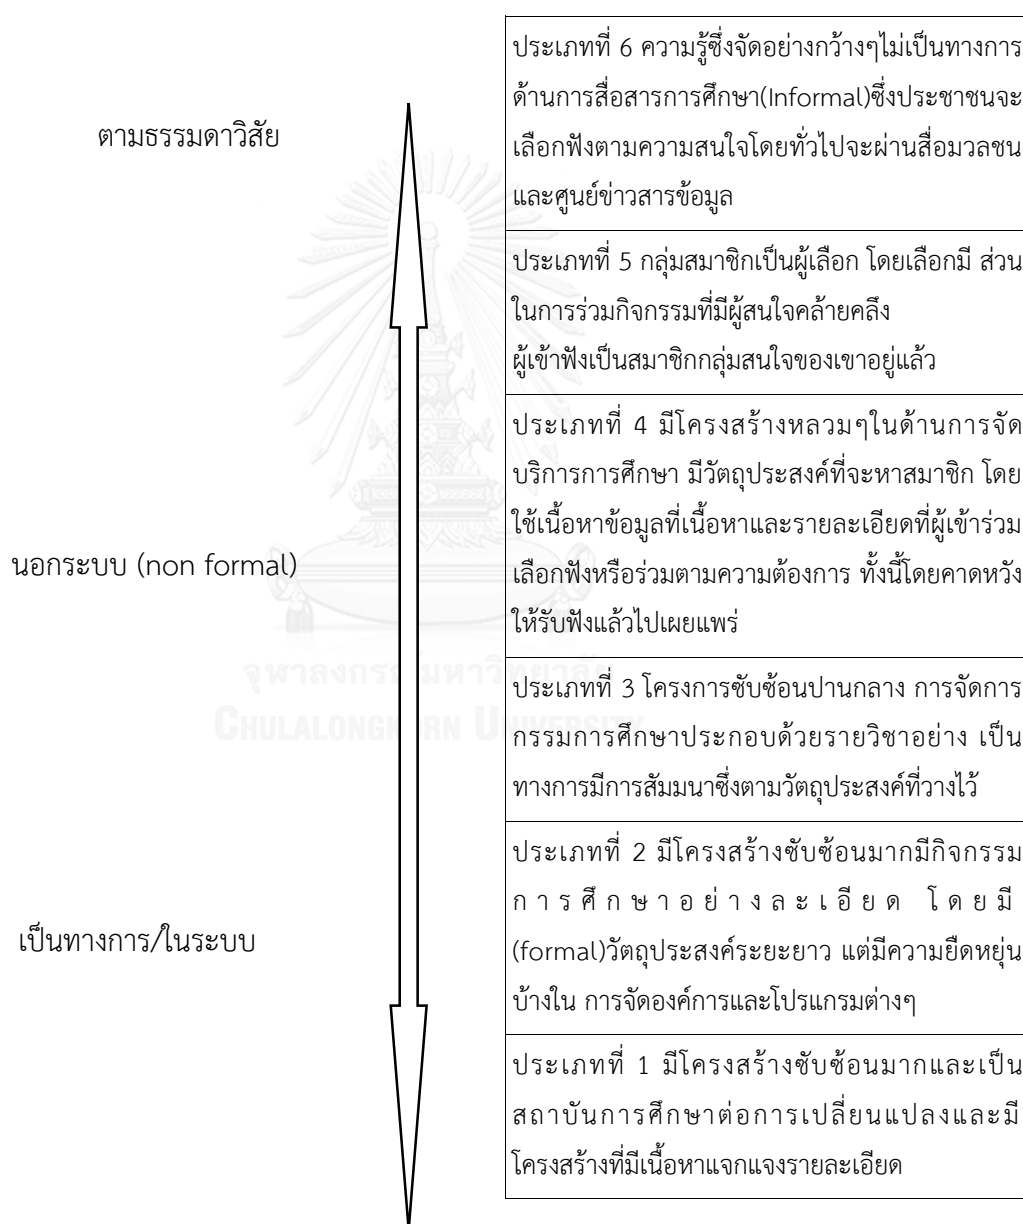 ตามธรรมดาวิสัย
นอกระบบ (non formal)
เป็นทางการ/ในระบบ
ประเภทที่ 6 ความรู้ซึ่งจัดอย่างกว้างๆไม่เป็นทางการ
ด้านการสื่อสารการศึกษา(Informal)ซึ่งประชาชนจะ
เลือกฟังตามความสนใจโดยทั่วไปจะผ่านสื่อมวลชน
และศูนย์ข่าวสารข้อมูล
ประเภทที่ 5 กลุ่มสมาชิกเป็นผู้เลือก โดยเลือกมี ส่วน
ในการร่วมกิจกรรมที่มีผู้สนใจคล้ายคลึง
ผู้เข้าฟังเป็นสมาชิกกลุ่มสนใจของเขาอยู่แล้ว
ประเภทที่ 4 มีโครงสร้างหลวมๆในด้านการจัด
บริการการศึกษา มีวัตถุประสงค์ที่จะหาสมาชิก โดย
ใช้เนื้อหาข้อมูลที่เนื้อหาและรายละเอียดที่ผู้เข้าร่วม
เลือกฟังหรือร่วมตามความต้องการ ทั้งนี้โดยคาดหวัง
ให้รับฟังแล้วไปเผยแพร่
ประเภทที่ 3 โครงการซับซ้อนปานกลาง การจัดการ
กรรมการศึกษาประกอบด้วยรายวิชาอย่าง เป็น
ทางการมีการสัมมนาซึ่งตามวัตถุประสงค์ที่วางไว้
ประเภทที่ 2 มีโครงสร้างซับซ้อนมากมีกิจกรรม
การศึกษาอย่างละเอียด โดยมี
(formal)วัตถุประสงค์ระยะยาว แต่มีความยืดหยุ่น
บ้างใน การจัดองค์การและโปรแกรมต่างๆ
ประเภทที่ 1 มีโครงสร้างซับซ้อนมากและเป็น
สถาบันการศึกษาต่อการเปลี่ยนแปลงและมี
โครงสร้างที่มีเนื้อหาแจกแจงรายละเอียด
จุฬาลงกรณ์มหาวิทยาลัย
CHULALONGKORN UNIVERSITY